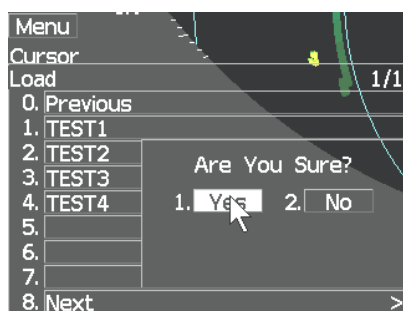 Menu
Cursor
Load 1/1
0. Previous
1. TEST1
2. TEST2
3. TEST3
4. TEST4
5.
6.
7.
8. Next >
Are You Sure?
1. Yes 2. No